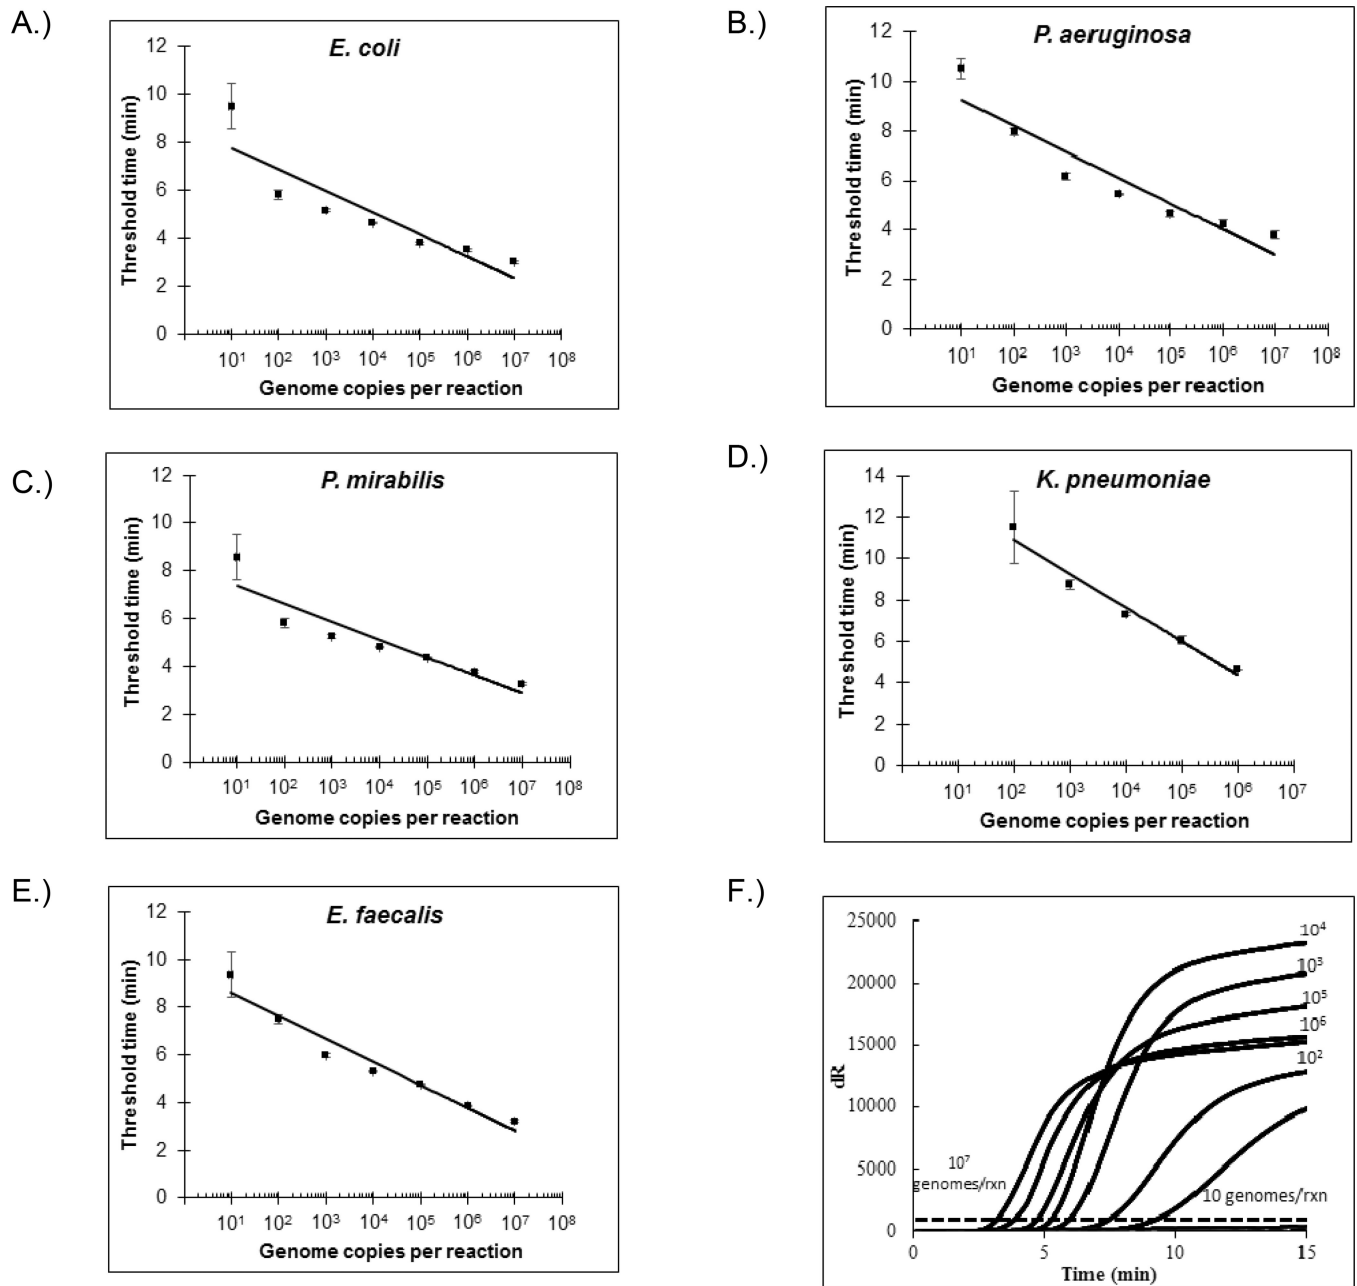 A.)
E. coli
Threshold time (min)
12
10
8
6
4
2
0
10¹ 10² 10³ 10⁴ 10⁵ 10⁶ 10⁷ 10⁸
Genome copies per reaction
B.)
P. aeruginosa
Threshold time (min)
12
10
8
6
4
2
0
10¹ 10² 10³ 10⁴ 10⁵ 10⁶ 10⁷ 10⁸
Genome copies per reaction
C.)
P. mirabilis
Threshold time (min)
12
10
8
6
4
2
0
10¹ 10² 10³ 10⁴ 10⁵ 10⁶ 10⁷ 10⁸
Genome copies per reaction
D.)
K. pneumoniae
Threshold time (min)
14
12
10
8
6
4
2
0
10¹ 10² 10³ 10⁴ 10⁵ 10⁶ 10⁷
Genome copies per reaction
E.)
E. faecalis
Threshold time (min)
12
10
8
6
4
2
0
10¹ 10² 10³ 10⁴ 10⁵ 10⁶ 10⁷ 10⁸
Genome copies per reaction
F.)
dR
25000
20000
15000
10000
5000
0
10⁴
10³
10⁵
10⁶
10²
10⁷
genomes/rxn
10 genomes/rxn
0 5 10 15
Time (min)